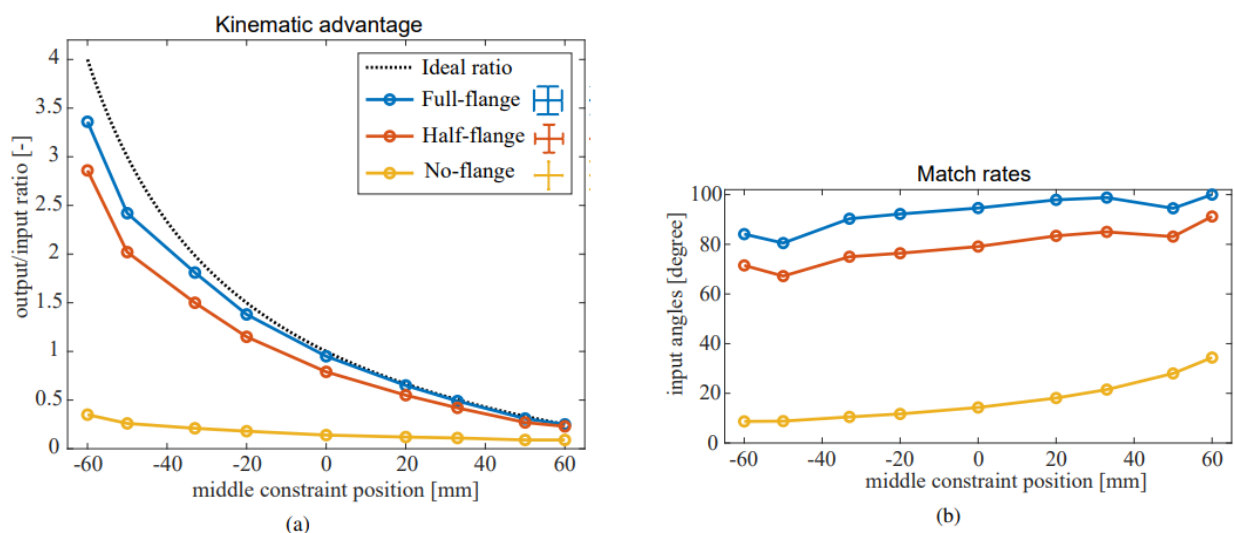 Kinematic advantage
4
3.5
3
2.5
2
1.5
1
0.5
0
output/input ratio [-]
Ideal ratio
Full-flange
Half-flange
No-flange
-60 -40 -20 0 20 40 60
middle constraint position [mm]
(a)
Match rates
100
80
60
40
20
0
input angles [degree]
-60 -40 -20 0 20 40 60
middle constraint position [mm]
(b)